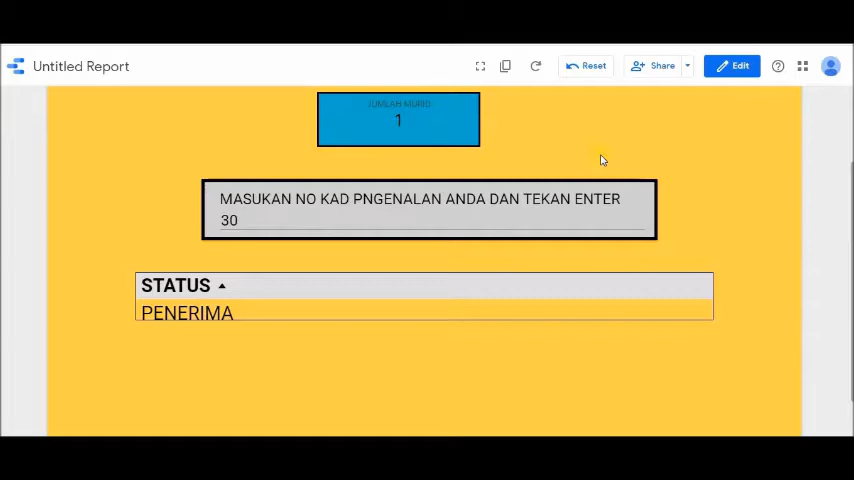 Untitled Report
Reset
Share
Edit
JUMLAH MURID
1
MASUKAN NO KAD PNGENALAN ANDA DAN TEKAN ENTER
30
STATUS
PENERIMA